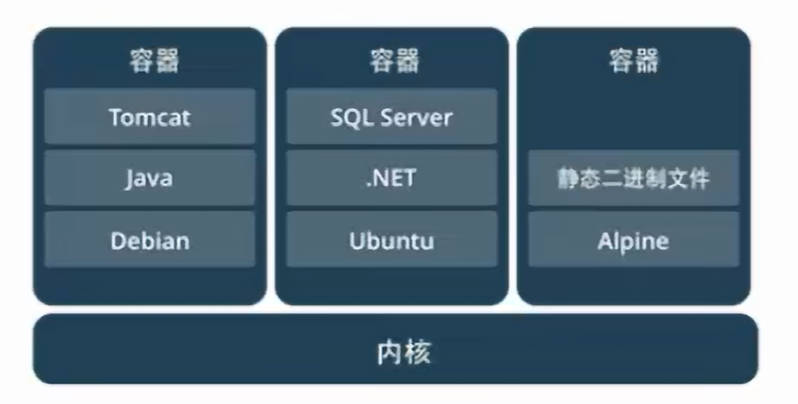 容器
Tomcat
Java
Debian
容器
SQL Server
.NET
Ubuntu
容器
静态二进制文件
Alpine
内核